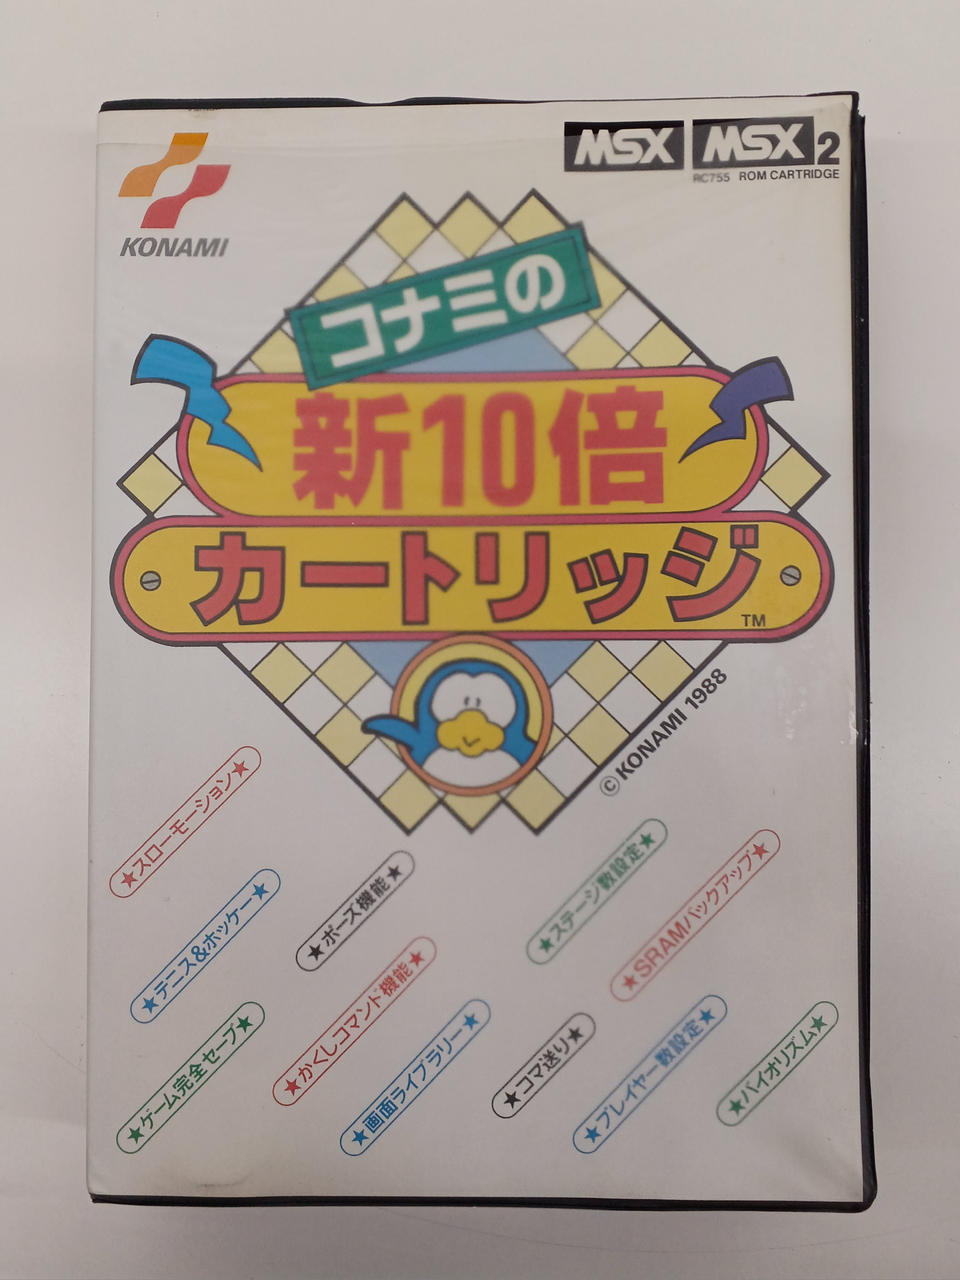 KONAMI
MSX MSX2
RC755 ROM CARTRIDGE
コナミの
新10倍
カートリッジ
TM
©KONAMI 1988
★スローモーション★
★テニス&ホッケー★
★ポーズ機能★
★ステージ数設定★
★SRAMバックアップ★
★ゲーム完全セーブ★
★かくしコマンド機能★
★画面ライブラリー★
★コマ送り★
★プレイヤー数設定★
★バイオリズム★